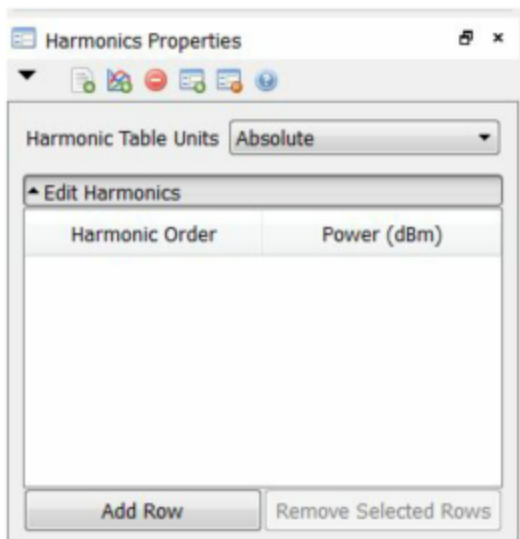 Harmonics Properties
Harmonic Table Units Absolute
Edit Harmonics
Harmonic Order Power (dBm)
Add Row Remove Selected Rows